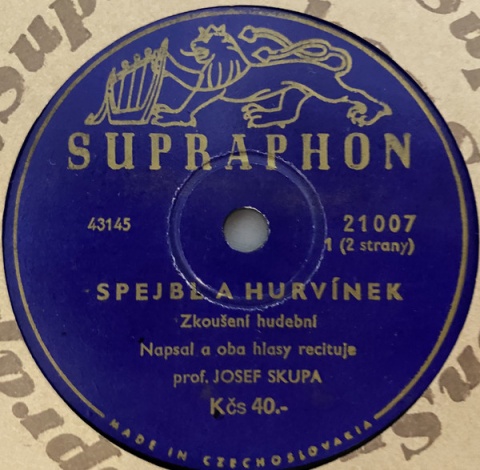 SUPRAPHON
43145
21007
1 (2 strany)
SPEJBL A HURVÍNEK
Zkoušení hudební
Napsal a oba hlasy recituje
prof. JOSEF SKUPA
Kčs 40.-
MADE IN CZECHOSLOVAKIA